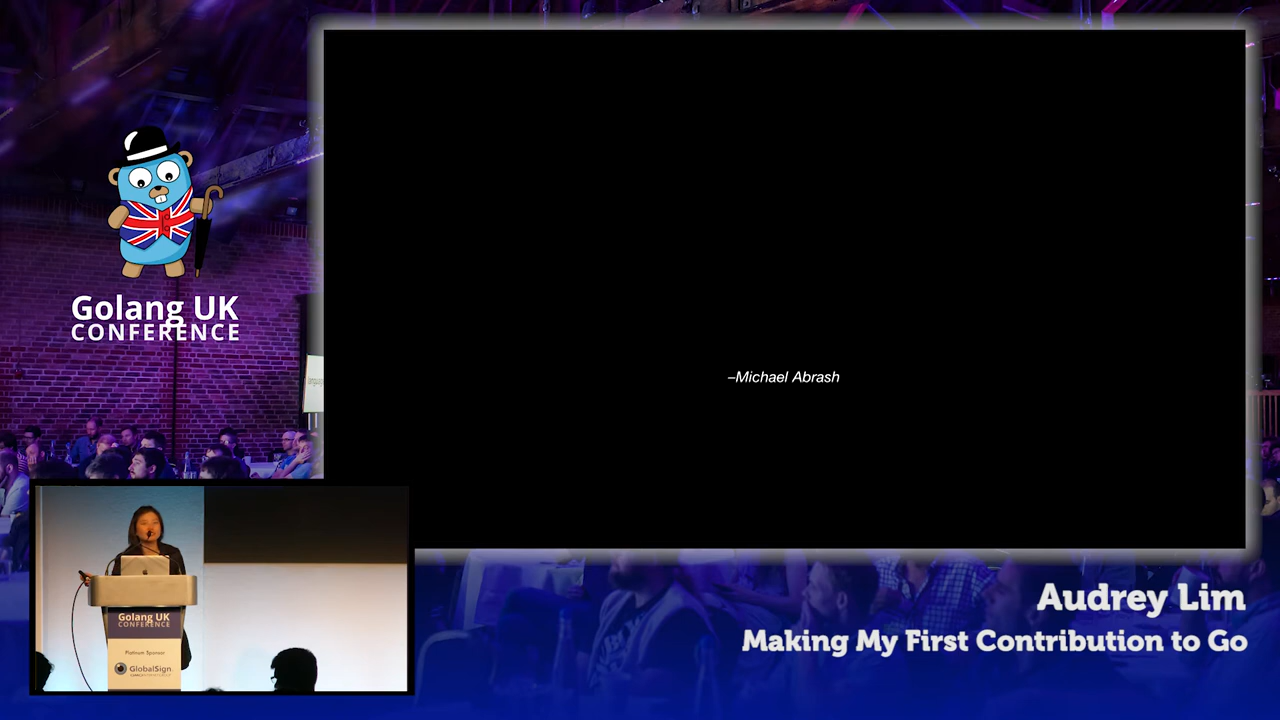 Golang UK
CONFERENCE
–Michael Abrash
Golang UK
CONFERENCE
Platinum Sponsor
GlobalSign
Audrey Lim
Making My First Contribution to Go